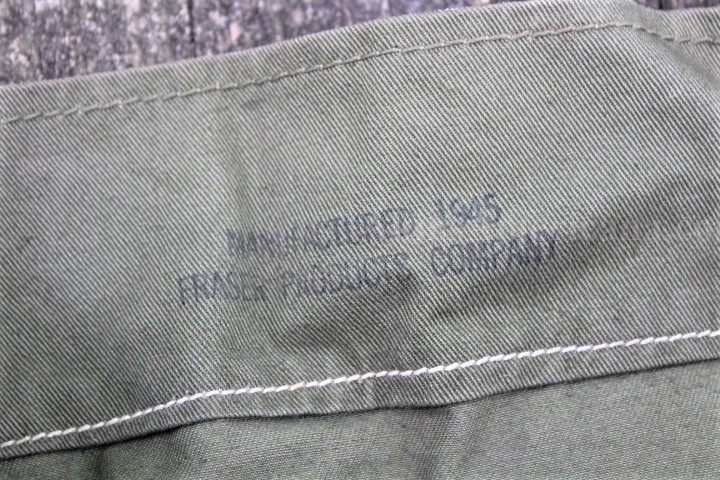 MANUFACTURED 1945
FRASER PRODUCTS COMPANY